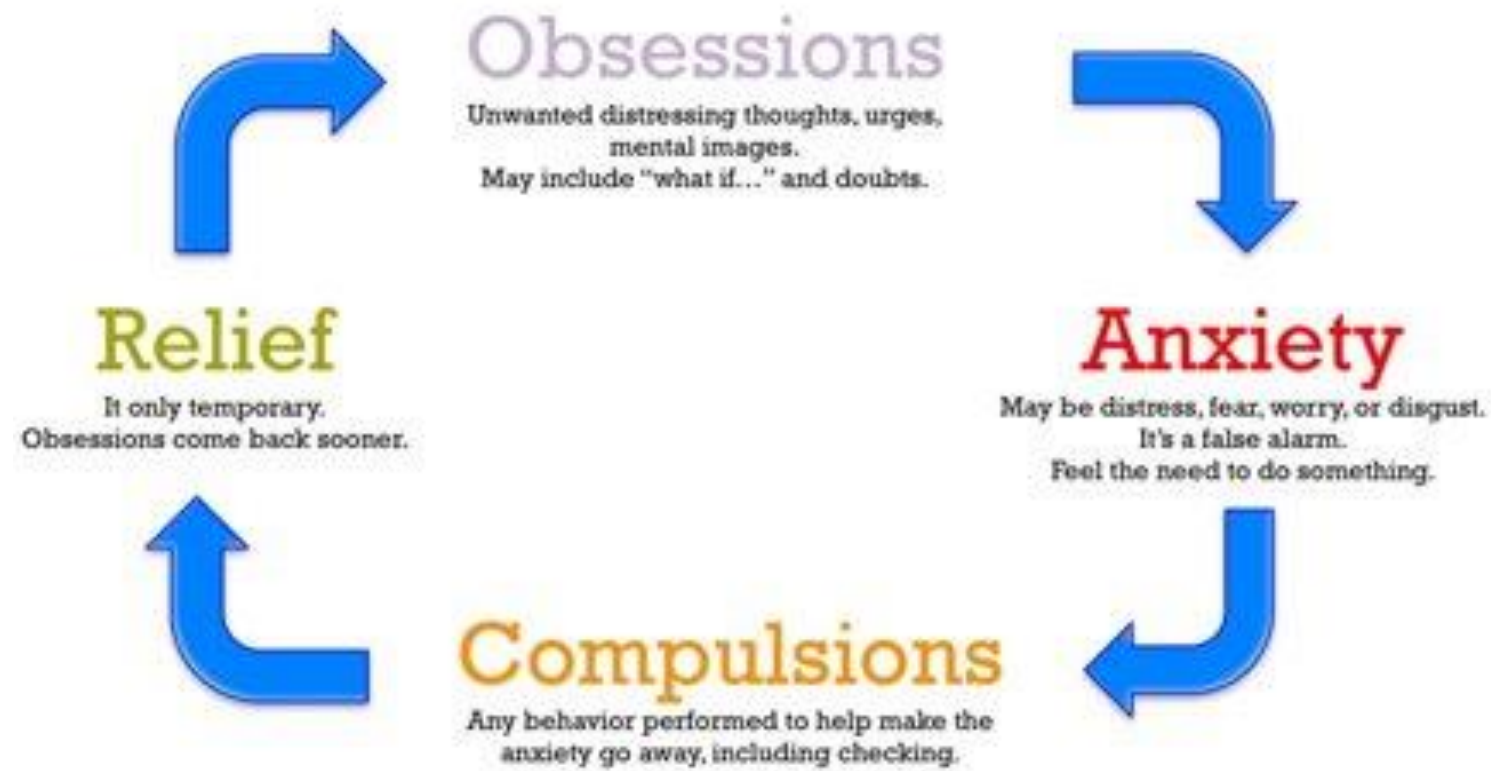 Obsessions
Unwanted distressing thoughts, urges,
mental images.
May include “what if...” and doubts.
Anxiety
May be distress, fear, worry, or disgust.
It's a false alarm.
Feel the need to do something.
Compulsions
Any behavior performed to help make the
anxiety go away, including checking.
Relief
It only temporary.
Obsessions come back sooner.